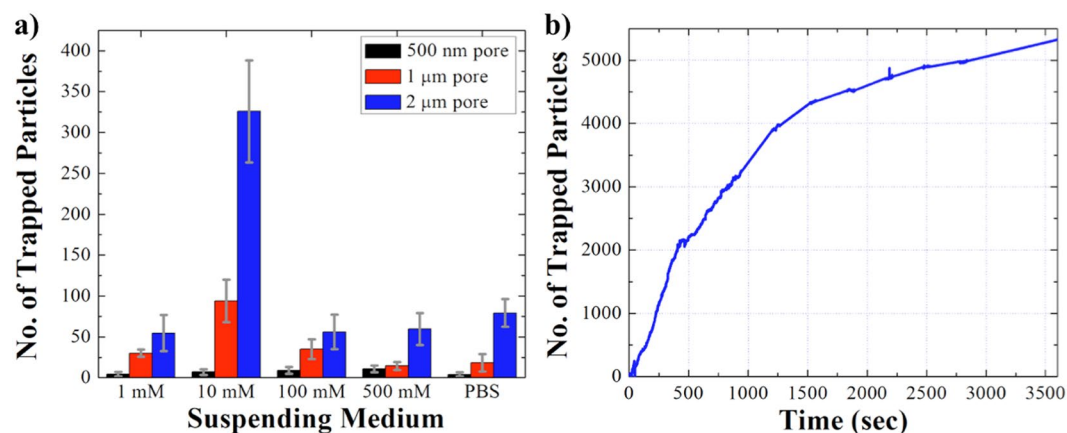 a)
No. of Trapped Particles
400
350
300
250
200
150
100
50
0
500 nm pore
1 μm pore
2 μm pore
1 mM 10 mM 100 mM 500 mM PBS
Suspending Medium
b)
No. of Trapped Particles
5000
4000
3000
2000
1000
0
0 500 1000 1500 2000 2500 3000 3500
Time (sec)